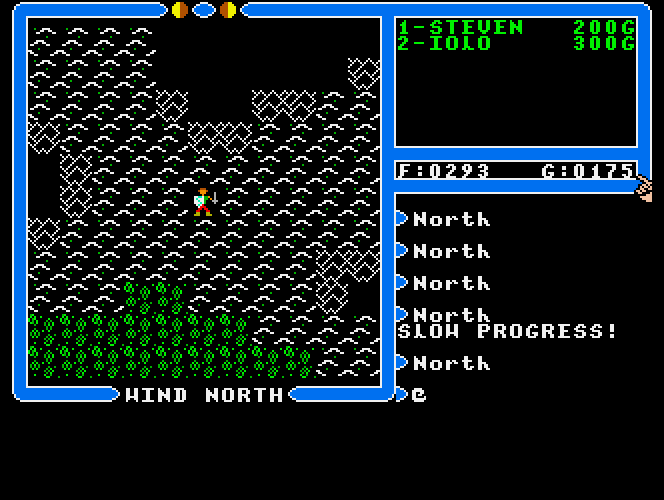 1-STEVEN 200G
2-IOLO 300G
F:0293 G:0175
North
North
North
North
SLOW PROGRESS!
North
WIND NORTH